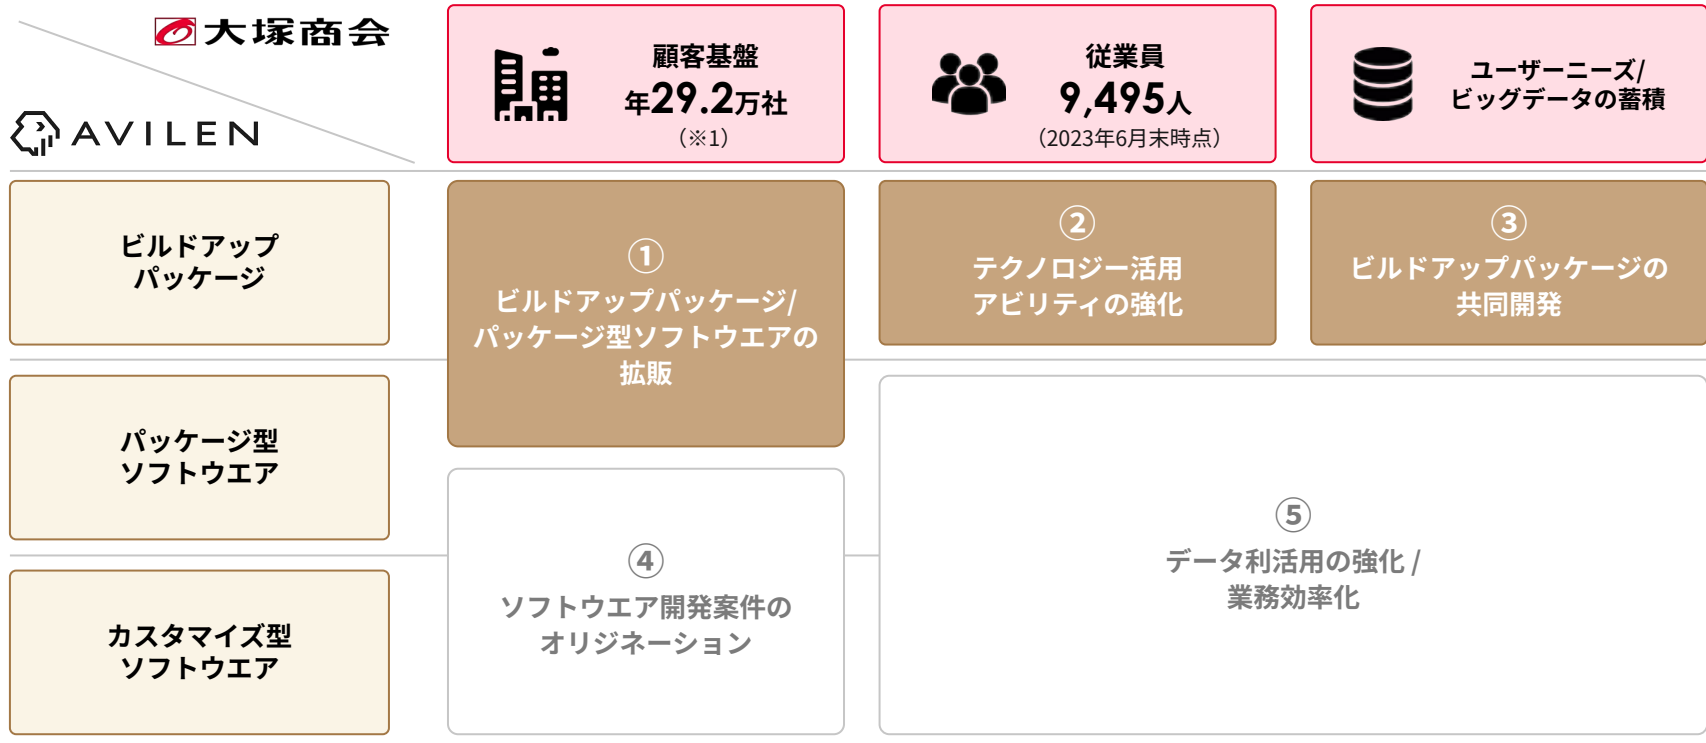 大塚商会
AVILEN
顧客基盤
年29.2万社
（※1）
従業員
9,495人
（2023年6月末時点）
ユーザーニーズ/
ビッグデータの蓄積
ビルドアップ
パッケージ
①
ビルドアップパッケージ/
パッケージ型ソフトウエアの
拡販
②
テクノロジー活用
アビリティの強化
③
ビルドアップパッケージの
共同開発
パッケージ型
ソフトウエア
④
ソフトウエア開発案件の
オリジネーション
⑤
データ利活用の強化 /
業務効率化
カスタマイズ型
ソフトウエア